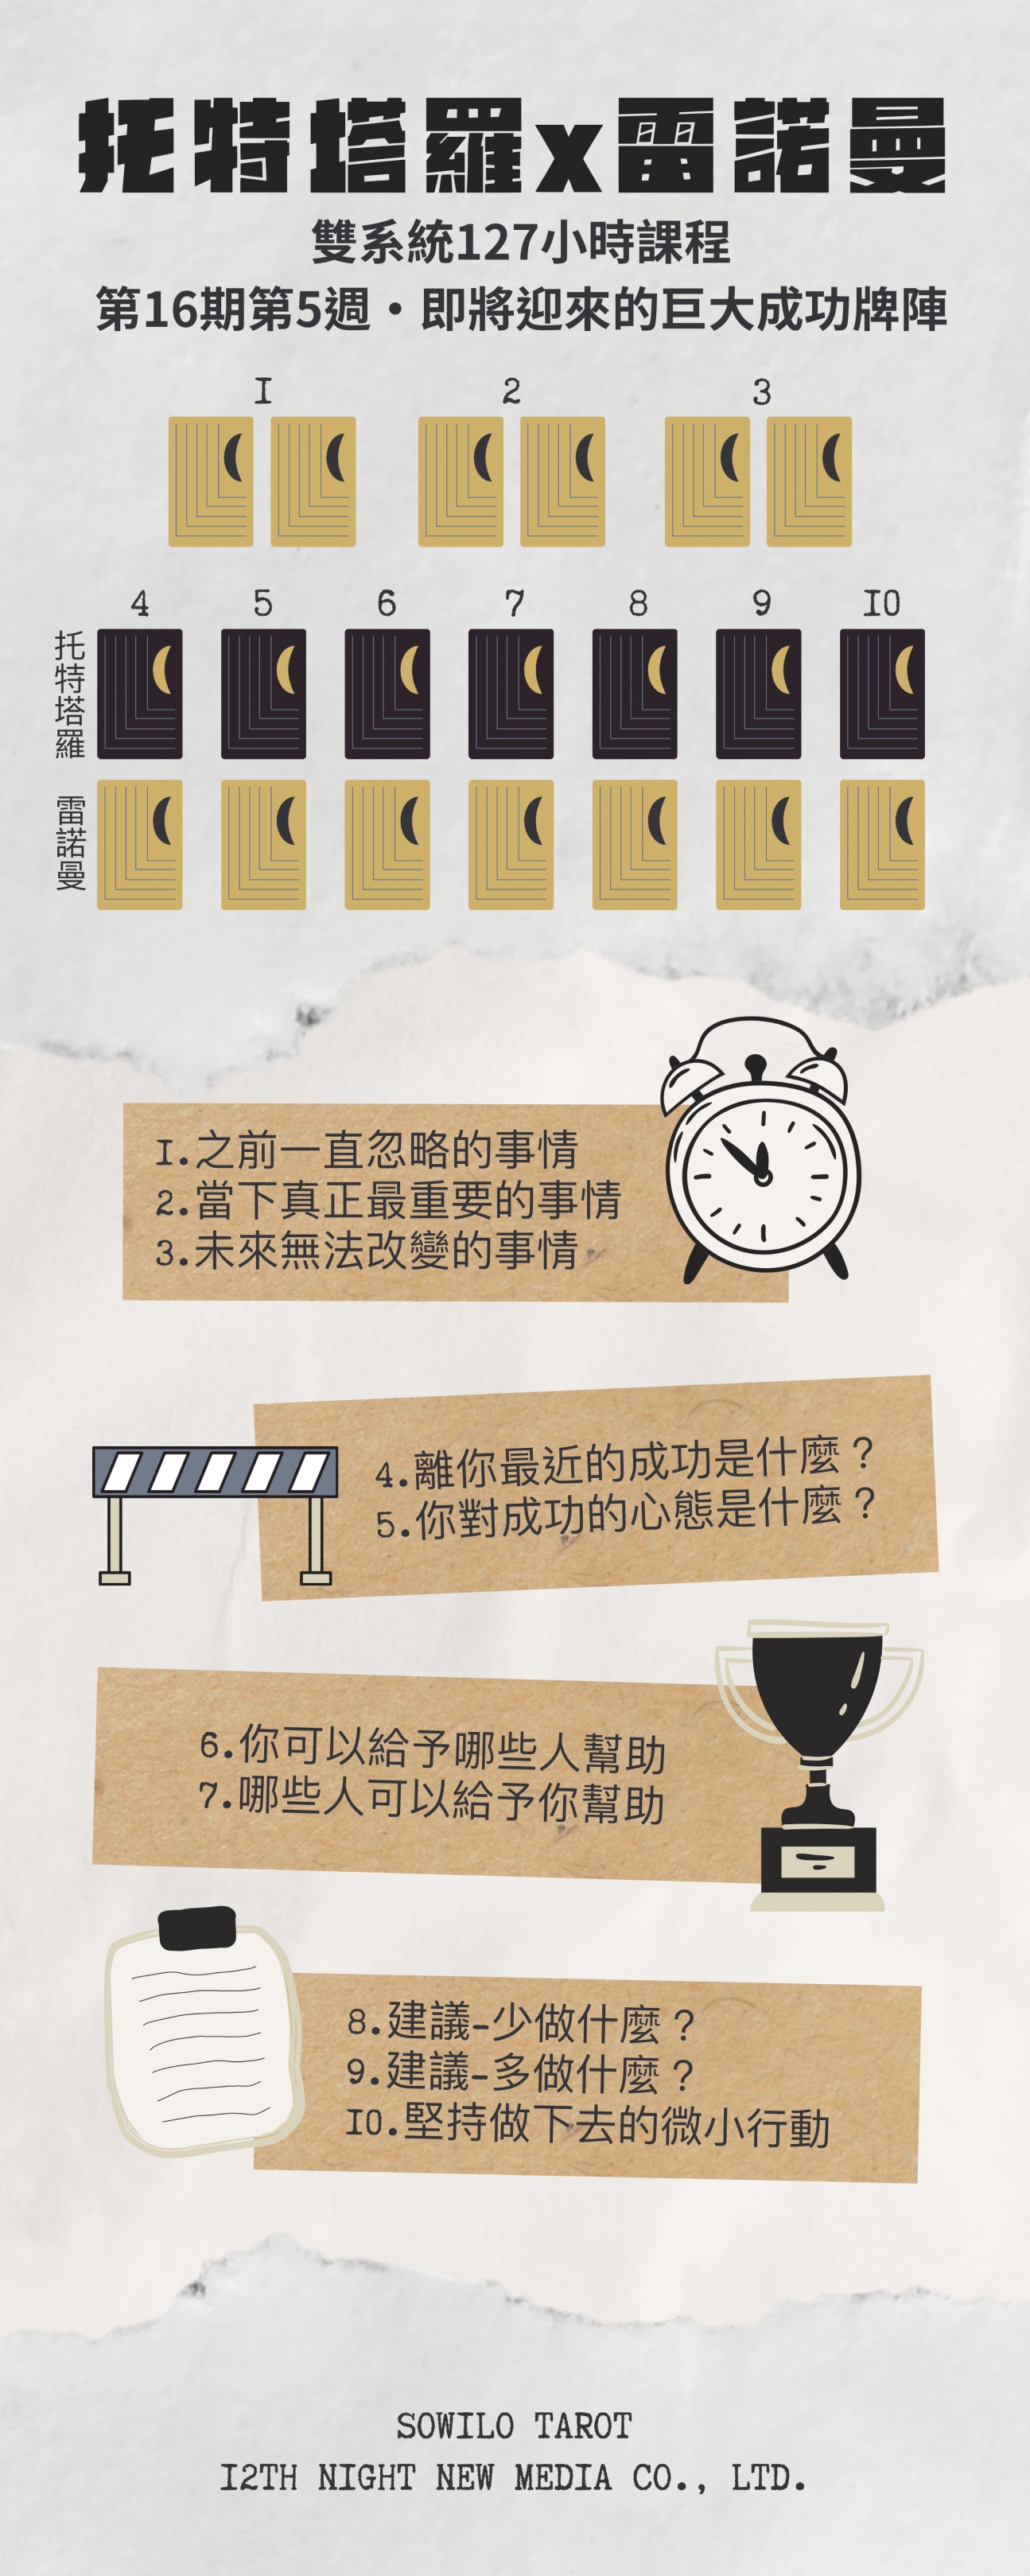 托特塔羅x雷諾曼
雙系統127小時課程
第16期第5週・即將迎來的巨大成功牌陣
1 2 3
4 5 6 7 8 9 10
托特塔羅
雷諾曼
1.之前一直忽略的事情
2.當下真正最重要的事情
3.未來無法改變的事情
4.離你最近的成功是什麼？
5.你對成功的心態是什麼？
6.你可以給予哪些人幫助
7.哪些人可以給予你幫助
8.建議-少做什麼？
9.建議-多做什麼？
10.堅持做下去的微小行動
SOWILO TAROT
12TH NIGHT NEW MEDIA CO., LTD.